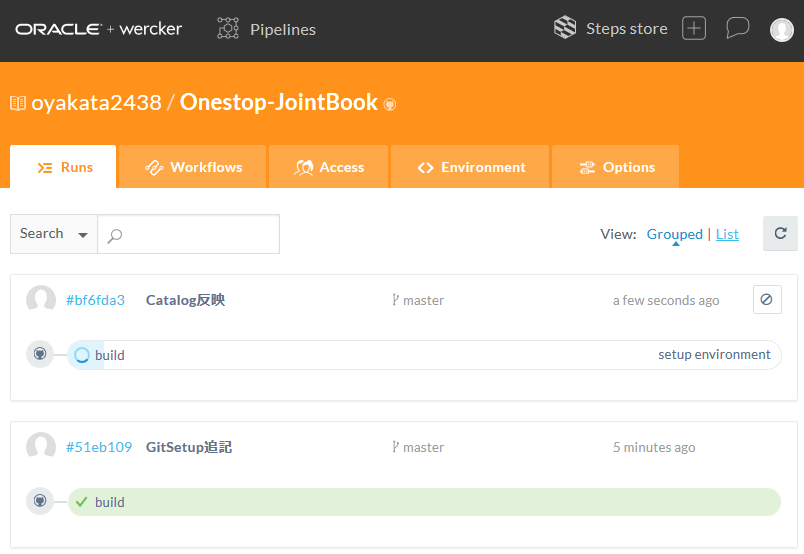 ORACLE + wercker Pipelines Steps store
oyakata2438 / Onestop-JointBook
Runs Workflows Access Environment Options
Search View: Grouped | List
#bf6fda3 Catalog反映 master a few seconds ago
build setup environment
#51eb109 GitSetup追記 master 5 minutes ago
build